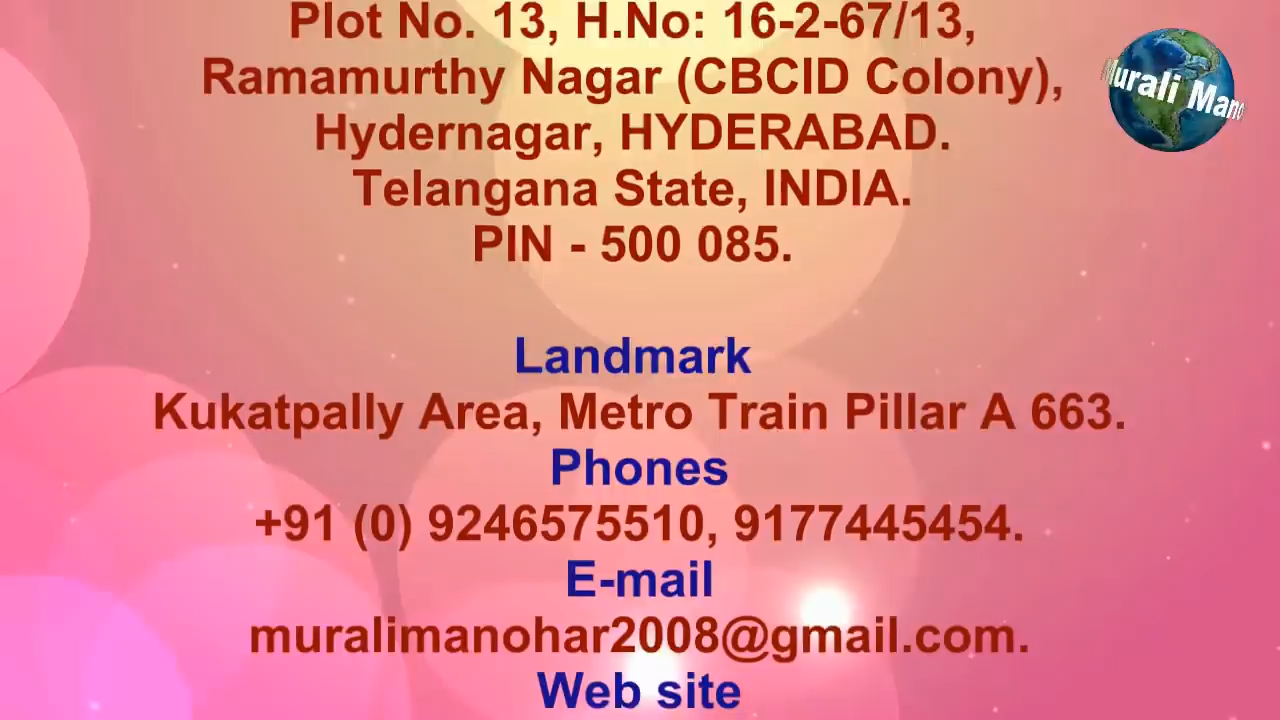 Plot No. 13, H.No: 16-2-67/13,
Ramamurthy Nagar (CBCID Colony),
Hydernagar, HYDERABAD.
Telangana State, INDIA.
PIN - 500 085.
Landmark
Kukatpally Area, Metro Train Pillar A 663.
Phones
+91 (0) 9246575510, 9177445454.
E-mail
muralimanohar2008@gmail.com.
Web site
Murali Mano